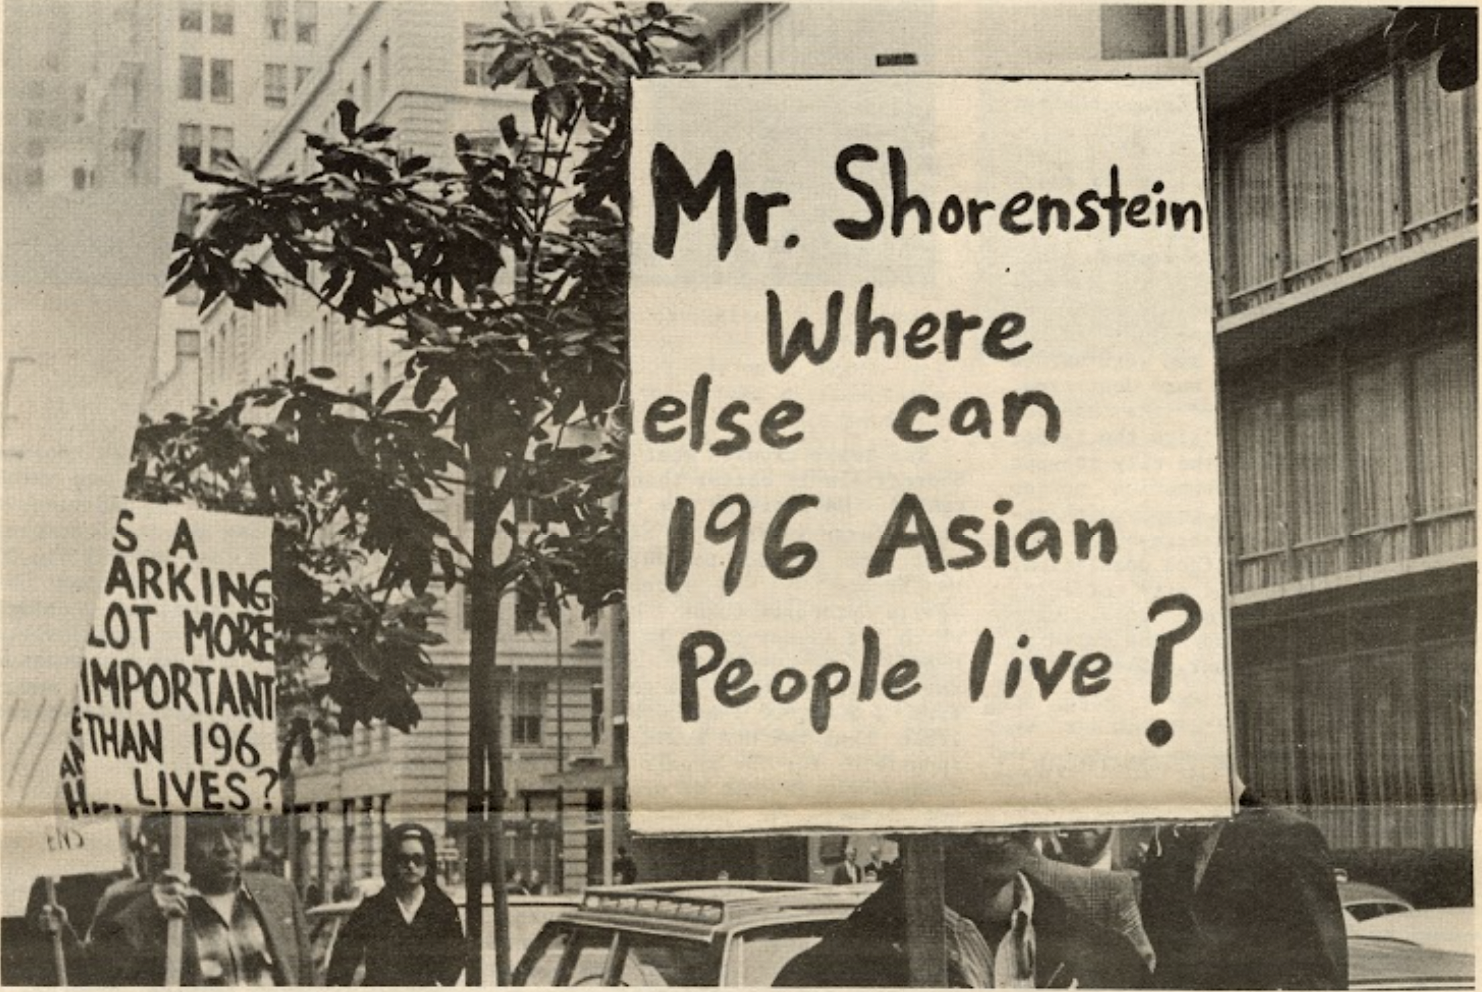 Mr. Shorenstein
Where
else can
196 Asian
People live?
S A
ARKING
LOT MORE
IMPORTANT
THAN 196
LIVES?